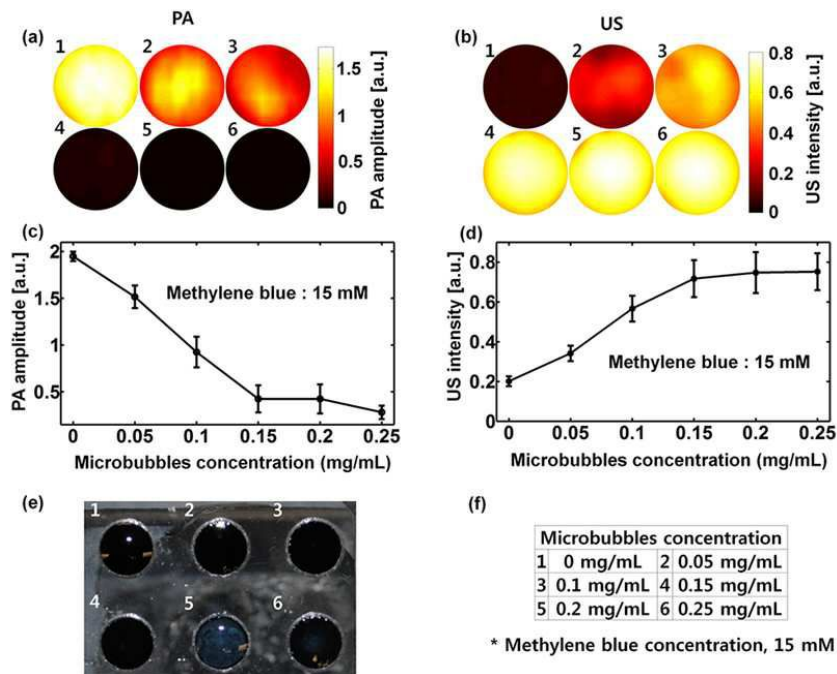 PA
(a)
1 2 3
4 5 6
1.5
1
0.5
0
PA amplitude [a.u.]
US
(b)
1 2 3
4 5 6
0.8
0.6
0.4
0.2
0
US intensity [a.u.]
(c)
2
1.5
1
0.5
PA amplitude [a.u.]
Methylene blue : 15 mM
0 0.05 0.1 0.15 0.2 0.25
Microbubbles concentration (mg/mL)
(d)
0.8
0.6
0.4
0.2
0
US intensity [a.u.]
Methylene blue : 15 mM
0 0.05 0.1 0.15 0.2 0.25
Microbubbles concentration (mg/mL)
(e)
1 2 3
4 5 6
(f)
Microbubbles concentration
1 0 mg/mL 2 0.05 mg/mL
3 0.1 mg/mL 4 0.15 mg/mL
5 0.2 mg/mL 6 0.25 mg/mL
* Methylene blue concentration, 15 mM